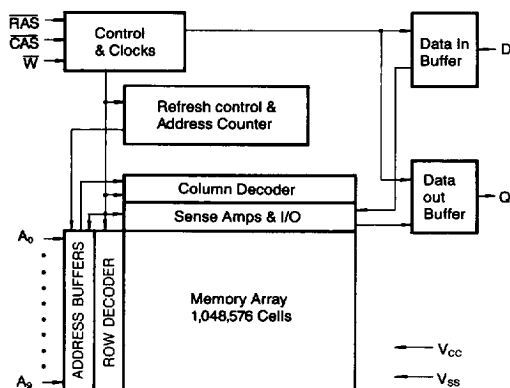 RAS
CAS
W
Control
& Clocks
Data In
Buffer
D
Refresh control &
Address Counter
Column Decoder
Sense Amps & I/O
Data
out
Buffer
Q
A0
A9
ADDRESS BUFFERS
ROW DECODER
Memory Array
1,048,576 Cells
VCC
VSS